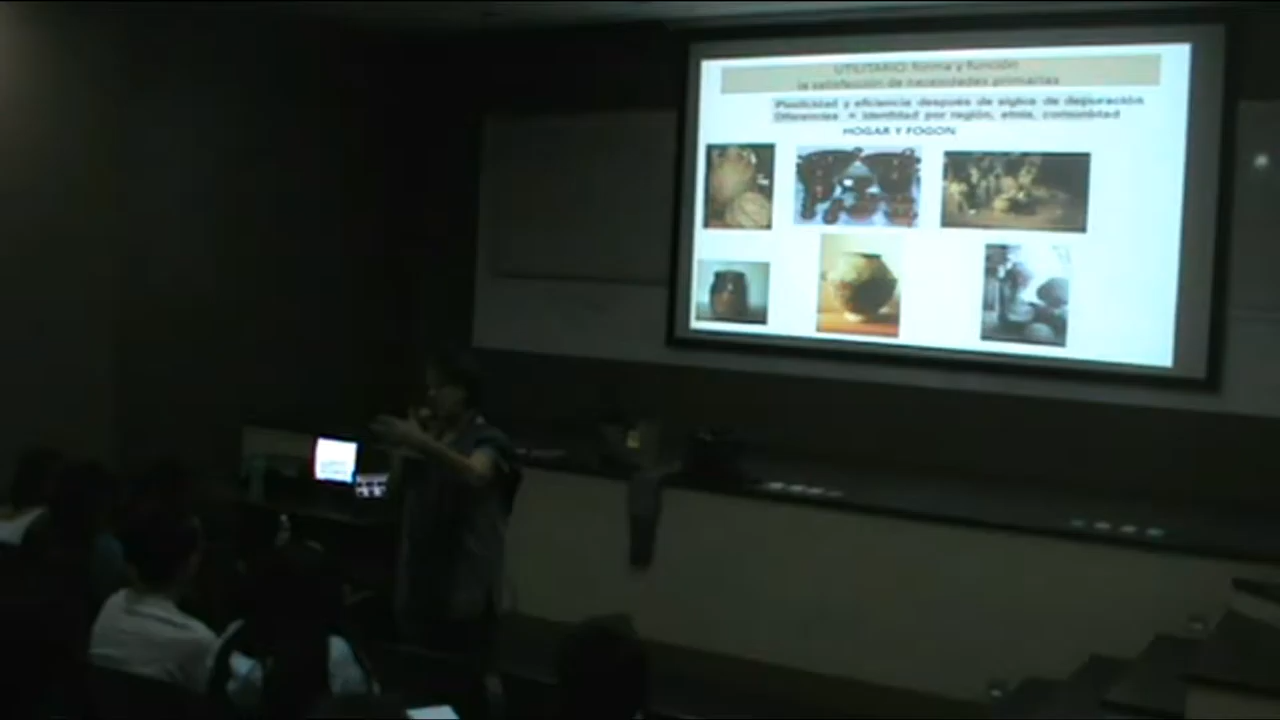 UTILITARIO: forma y función
la satisfacción de necesidades primarias
Plasticidad y eficiencia después de siglos de depuración
Diferencias = identidad por región, etnia, comunidad
HOGAR Y FOGON